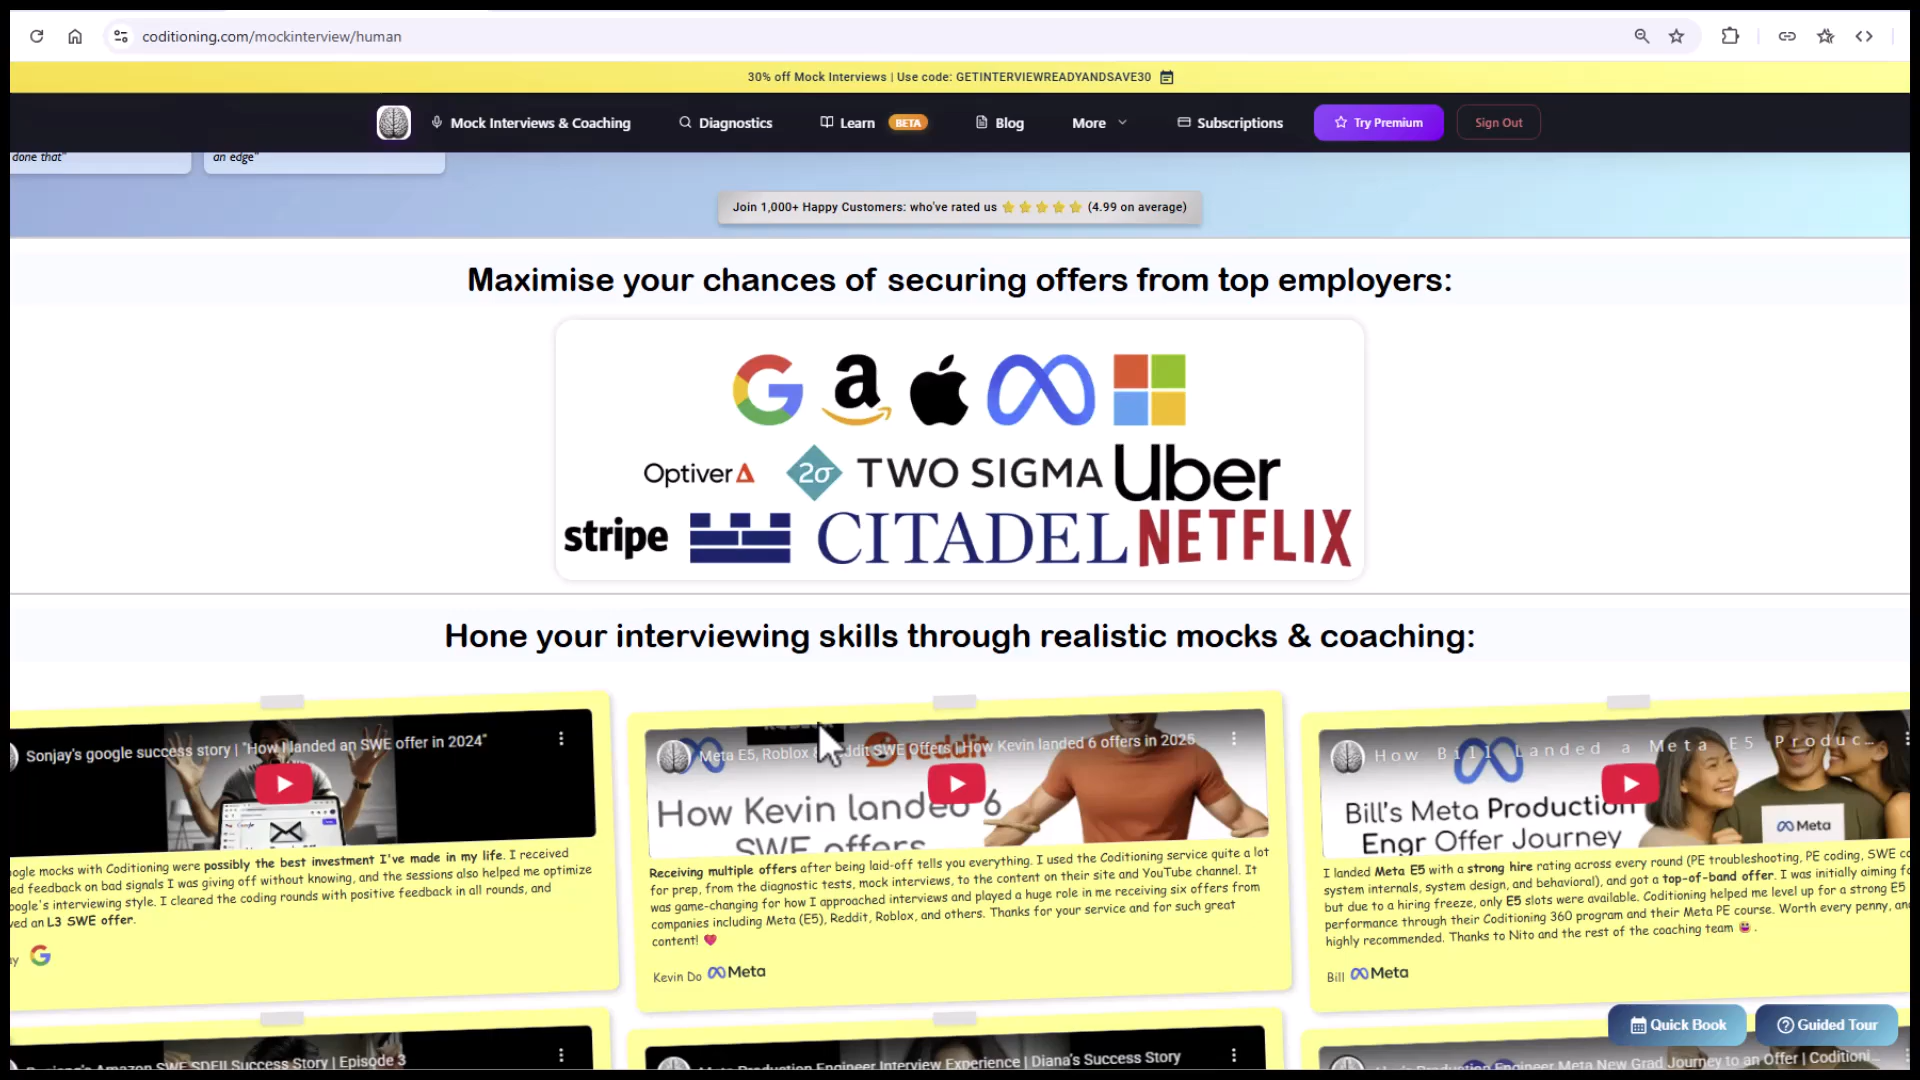 coditioning.com/mockinterview/human
30% off Mock Interviews | Use code: GETINTERVIEWREADYANDSAVE30
Mock Interviews & Coaching
Diagnostics
Learn BETA
Blog
More
Subscriptions
Try Premium
Sign Out
done that"
an edge"
Join 1,000+ Happy Customers: who've rated us (4.99 on average)
Maximise your chances of securing offers from top employers:
Optiver 2σ TWO SIGMA Uber
stripe CITADEL NETFLIX
Hone your interviewing skills through realistic mocks & coaching:
Sonjay's google success story | "How I landed an SWE offer in 2024"
mocks with Coditioning were possibly the best investment I've made in my life. I received
feedback on bad signals I was giving off without knowing, and the sessions also helped me optimize
interviewing style. I cleared the coding rounds with positive feedback in all rounds, and
an L3 SWE offer.
Meta E5, Roblox & Reddit SWE Offers | How Kevin landed 6 offers in 2025
reddit
How Kevin landed 6
SWE offers
Receiving multiple offers after being laid-off tells you everything. I used the Coditioning service quite a lot
for prep, from the diagnostic tests, mock interviews, to the content on their site and YouTube channel. It
was game-changing for how I approached interviews and played a huge role in me receiving six offers from
companies including Meta (E5), Reddit, Roblox, and others. Thanks for your service and for such great
content!
Kevin Do Meta
How Bill Landed a Meta E5 Produc...
Bill's Meta Production
Engr Offer Journey
Meta
I landed Meta E5 with a strong hire rating across every round (PE troubleshooting, PE coding, SWE
system internals, system design, and behavioral), and got a top-of-band offer. I was initially aiming
but due to a hiring freeze, only E5 slots were available. Coditioning helped me level up for a strong E5
performance through their Coditioning 360 program and their Meta PE course. Worth every penny, and
highly recommended. Thanks to Nito and the rest of the coaching team .
Bill Meta
Quick Book
Guided Tour
Amazon SWE SDEII Success Story | Episode 3
Meta Production Engineer Interview Experience | Diana's Success Story
Production Engineer Meta New Grad Journey to an Offer | Coditioni...